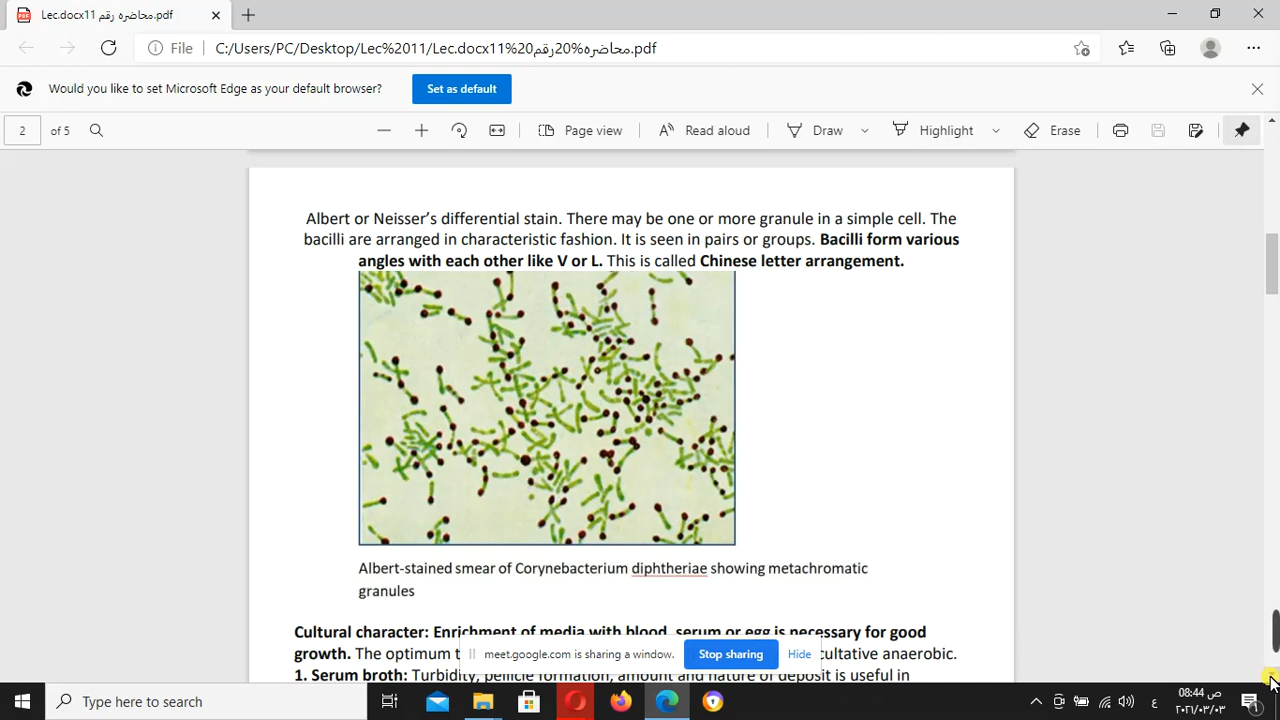 Lec.docx11 محاضره رقم.pdf
File
C:/Users/PC/Desktop/Lec%2011/Lec.docx11%20محاضره%20رقم.pdf
Would you like to set Microsoft Edge as your default browser?
Set as default
2 of 5
Page view
Read aloud
Draw
Highlight
Erase
Albert or Neisser's differential stain. There may be one or more granule in a simple cell. The
bacilli are arranged in characteristic fashion. It is seen in pairs or groups. Bacilli form various
angles with each other like V or L. This is called Chinese letter arrangement.
Albert-stained smear of Corynebacterium diphtheriae showing metachromatic
granules
Cultural character: Enrichment of media with blood, serum or egg is necessary for good
growth. The optimum cultative anaerobic.
1. Serum broth: Turbidity, pellicle formation, amount and nature of deposit is useful in
meet.google.com is sharing a window.
Stop sharing
Hide
Type here to search
ع
08:44 ص
٢٠٢١/٠٣/٠٣
1